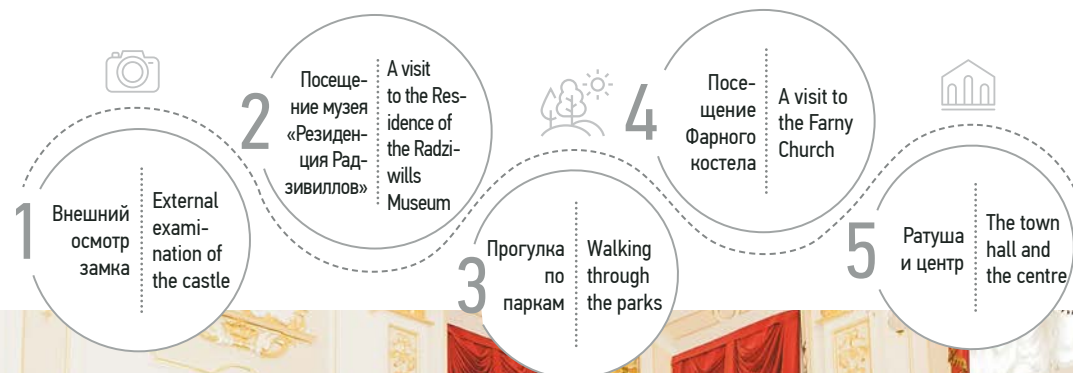 1
Внешний
осмотр
замка
External
exami-
nation of
the castle
2
Посеще-
ние музея
«Резиден-
ция Рад-
зивиллов»
A visit
to the Res-
idence of
the Radzi-
wills
Museum
3
Прогулка
по
паркам
Walking
through
the parks
4
Посе-
щение
Фарного
костела
A visit to
the Farny
Church
5
Ратуша
и центр
The town
hall and
the centre